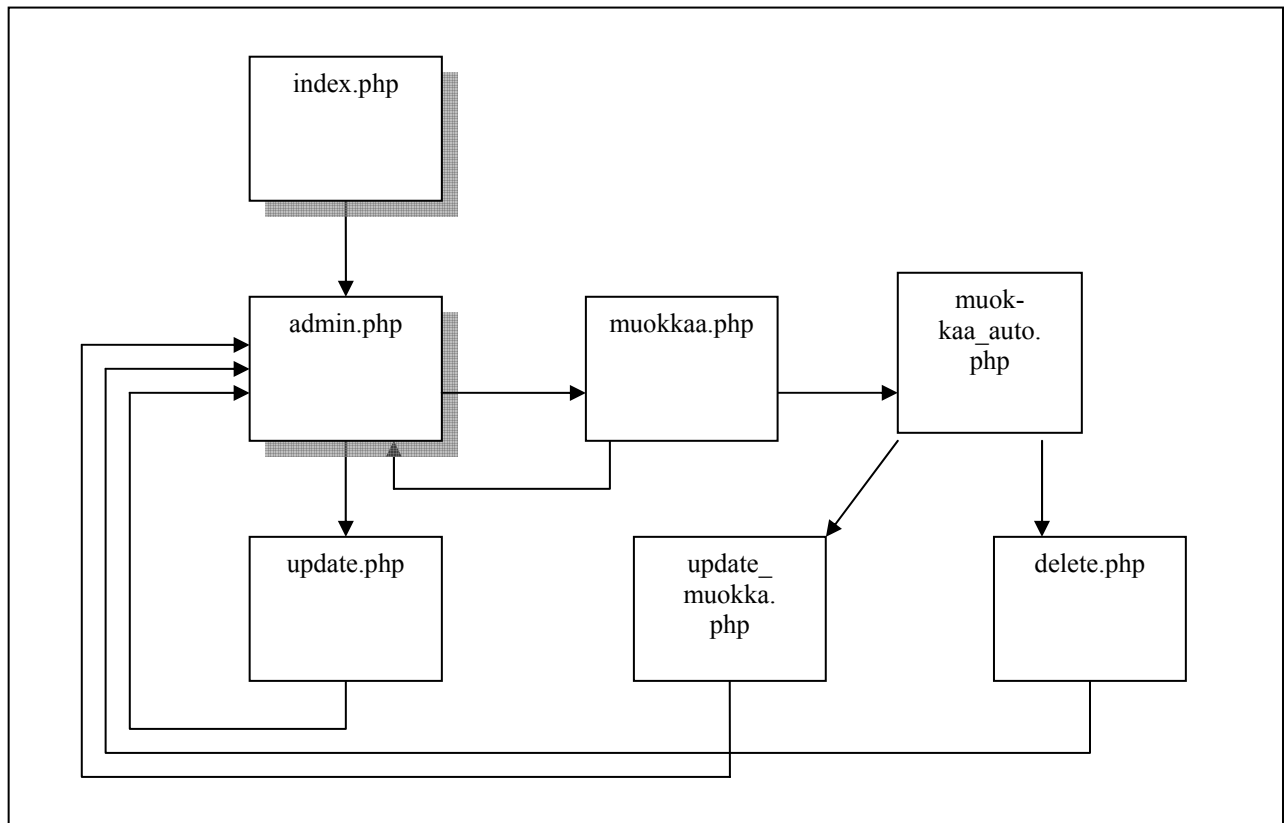 index.php
admin.php
muokkaa.php
muok-
kaa_auto.
php
update.php
update_
muokka.
php
delete.php